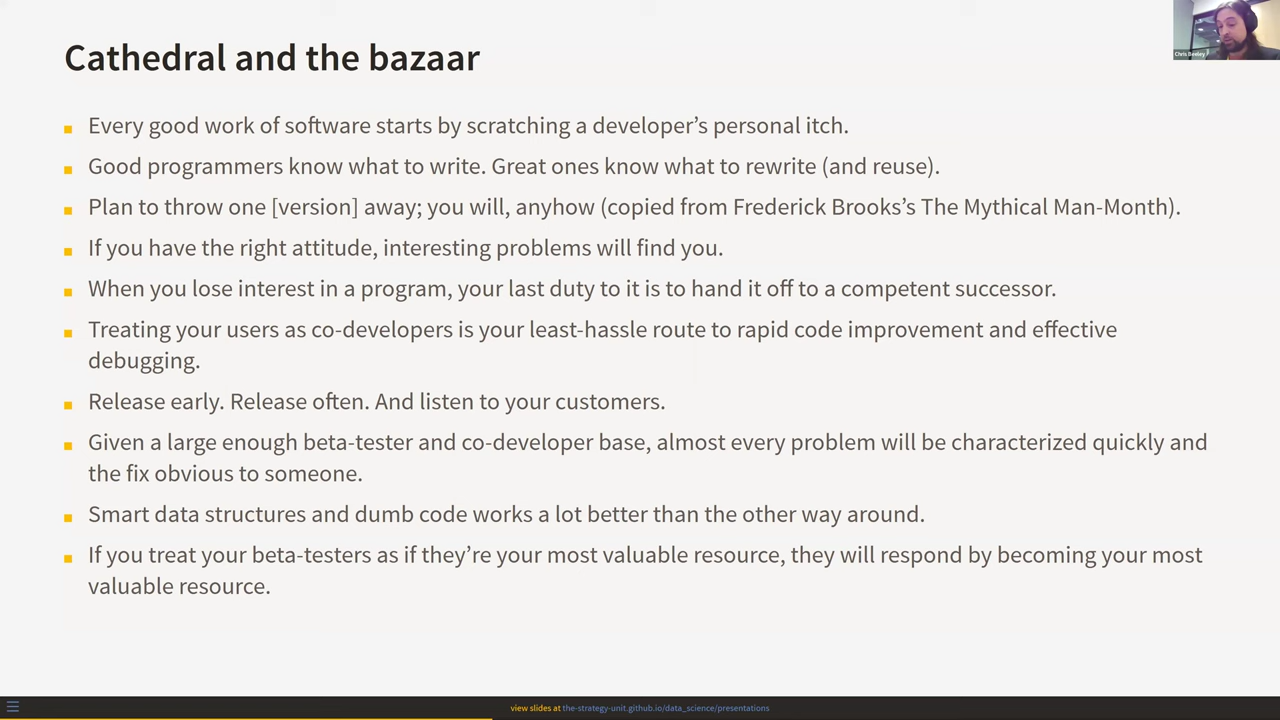 Cathedral and the bazaar
Chris Beeley
Every good work of software starts by scratching a developer’s personal itch.
Good programmers know what to write. Great ones know what to rewrite (and reuse).
Plan to throw one [version] away; you will, anyhow (copied from Frederick Brooks’s The Mythical Man-Month).
If you have the right attitude, interesting problems will find you.
When you lose interest in a program, your last duty to it is to hand it off to a competent successor.
Treating your users as co-developers is your least-hassle route to rapid code improvement and effective
debugging.
Release early. Release often. And listen to your customers.
Given a large enough beta-tester and co-developer base, almost every problem will be characterized quickly and
the fix obvious to someone.
Smart data structures and dumb code works a lot better than the other way around.
If you treat your beta-testers as if they’re your most valuable resource, they will respond by becoming your most
valuable resource.
view slides at the-strategy-unit.github.io/data_science/presentations